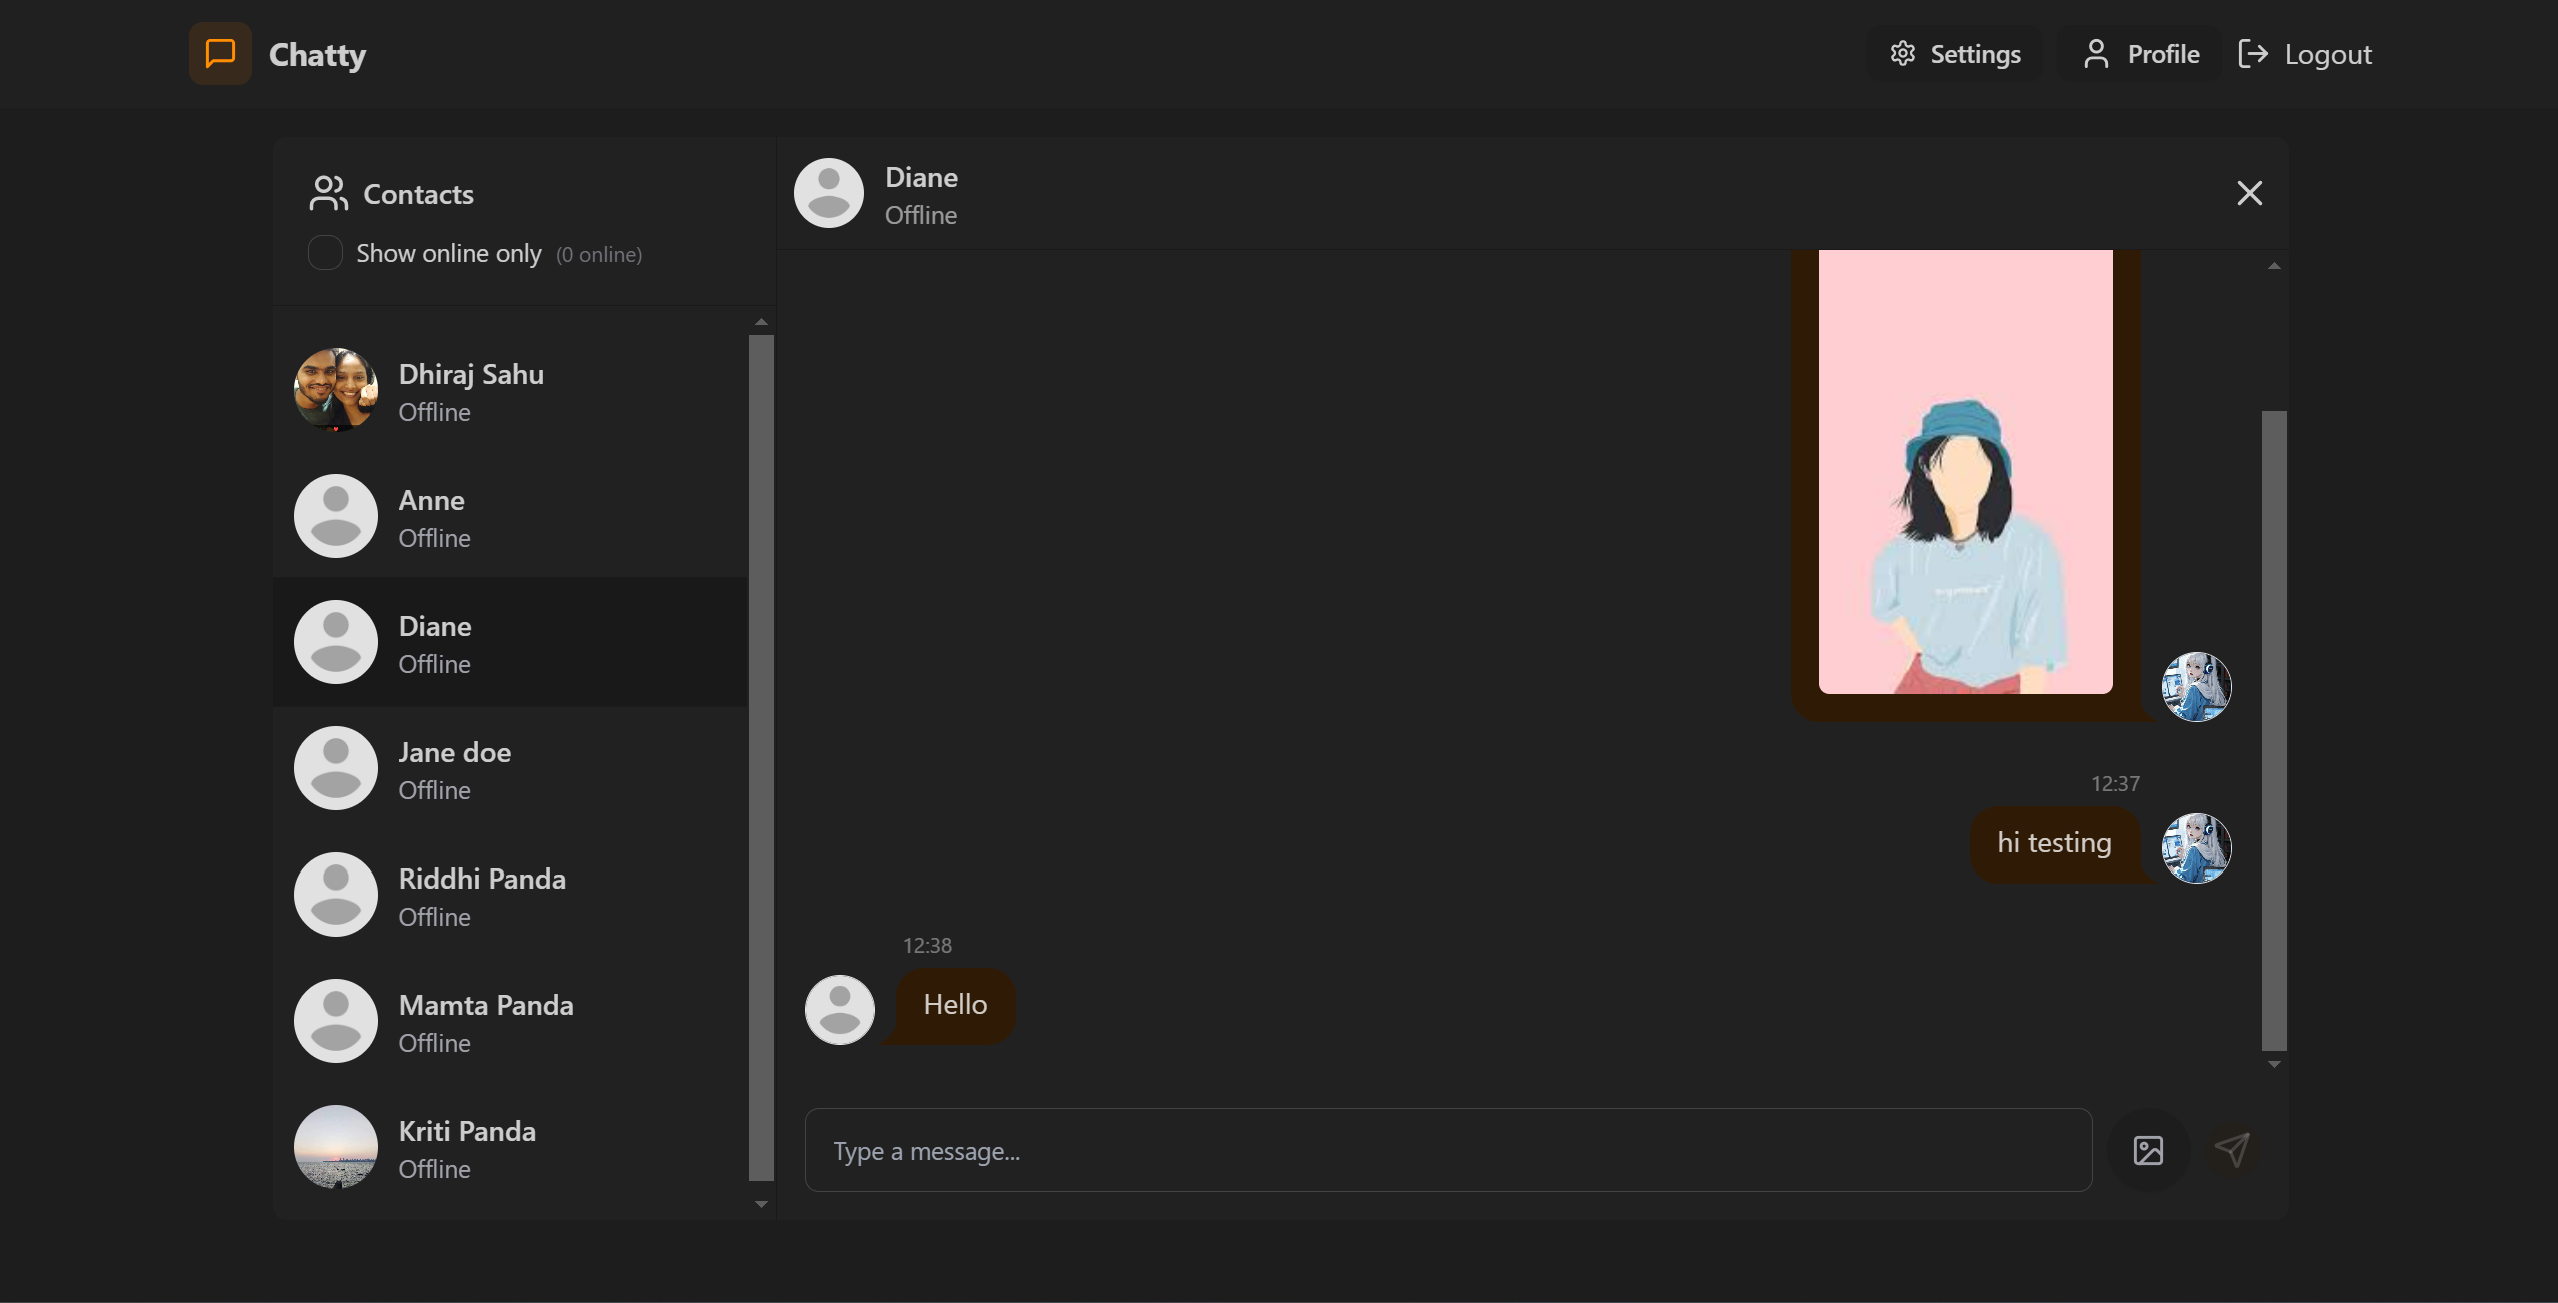 Chatty
Settings
Profile
Logout
Contacts
Show online only (0 online)
Dhiraj Sahu
Offline
Anne
Offline
Diane
Offline
Jane doe
Offline
Riddhi Panda
Offline
Mamta Panda
Offline
Kriti Panda
Offline
Diane
Offline
12:37
hi testing
12:38
Hello
Type a message...